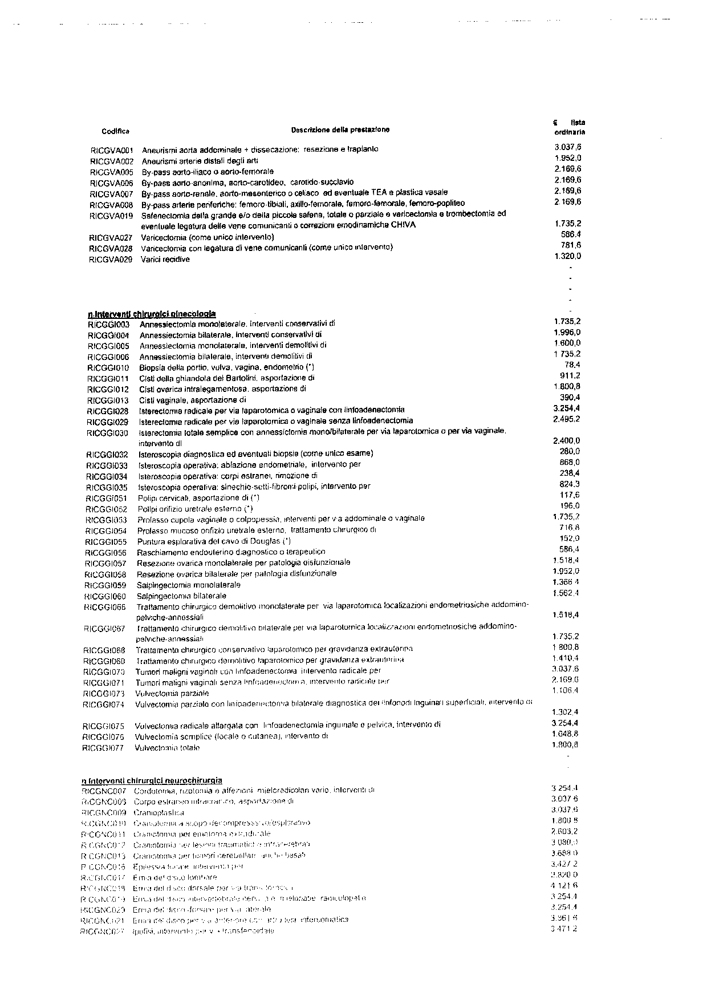 € lista
Codifica Descrizione della prestazione ordinaria
RICGVA001 Aneurismi aorta addominale + dissecazione: resezione e trapianto 3.037,6
RICGVA002 Aneurismi arterie distali degli arti 1.952,0
RICGVA005 By-pass aorto-iliaco o aorto-femorale 2.169,6
RICGVA006 By-pass aorto-anonima, aorto-carotideo, carotido-succlavio 2.169,6
RICGVA007 By-pass aorto-renale, aorto-mesenterico o celiaco ed eventuale TEA e plastica vasale 2.169,6
RICGVA008 By-pass arterie periferiche: femoro-tibiali, axillo-femorale, femoro-femorale, femoro-popliteo 2.169,6
RICGVA019 Safenectomia della grande e/o della piccola safena, totale o parziale e varicectomia e trombectomia ed
eventuale legatura delle vene comunicanti o correzioni emodinamiche CHIVA 1.735,2
RICGVA027 Varicectomia (come unico intervento) 586,4
RICGVA028 Varicectomia con legatura di vene comunicanti (come unico intervento) 781,6
RICGVA029 Varici recidive 1.320,0
-
-
-
-
n.Interventi chirurgici ginecologia -
RICGGI003 Annessiectomia monolaterale, interventi conservativi di 1.735,2
RICGGI004 Annessiectomia bilaterale, interventi conservativi di 1.996,0
RICGGI005 Annessiectomia monolaterale, interventi demolitivi di 1.600,0
RICGGI006 Annessiectomia bilaterale, interventi demolitivi di 1 735,2
RICGGI010 Biopsia della portio, vulva, vagina, endometrio (*) 78,4
RICGGI011 Cisti della ghiandola del Bartolini, asportazione di 911,2
RICGGI012 Cisti ovarica intralegamentosa, asportazione di 1.800,8
RICGGI013 Cisti vaginale, asportazione di 390,4
RICGGI028 Isterectomia radicale per via laparotomica o vaginale con linfoadenectomia 3.254,4
RICGGI029 Isterectomia radicale per via laparotomica o vaginale senza linfoadenectomia 2.495,2
RICGGI030 Isterectomia totale semplice con annessictomia mono/bilaterale per via laparotomica o per via vaginale,
intervento di 2.400,0
RICGGI032 Isteroscopia diagnostica ed eventuali biopsie (come unico esame) 280,0
RICGGI033 Isteroscopia operativa: ablazione endometriale, intervento per 868,0
RICGGI034 Isteroscopia operativa: corpi estranei, rimozione di 238,4
RICGGI035 Isteroscopia operativa: sinechie-setti-fibromi-polipi, intervento per 824,3
RICGGI051 Polipi cervicali, asportazione di (*) 117,6
RICGGI052 Polipi orifizio uretrale esterno (*) 196,0
RICGGI053 Prolasso cupola vaginale o colpopessia, interventi per via addominale o vaginale 1.735,2
RICGGI054 Prolasso mucoso orifizio uretrale esterno, trattamento chirurgico di 716,8
RICGGI055 Puntura esplorativa del cavo di Douglas (*) 152,0
RICGGI056 Raschiamento endouterino diagnostico o terapeutico 586,4
RICGGI057 Resezione ovarica monolaterale per patologia disfunzionale 1.518,4
RICGGI058 Resezione ovarica bilaterale per patologia disfunzionale 1.952,0
RICGGI059 Salpingectomia monolaterale 1.366 4
RICGGI060 Salpingectomia bilaterale 1.562,4
RICGGI066 Trattamento chirurgico demolitivo monolaterale per via laparotomica localizazioni endometriosiche addomino-
pelviche-annessiali 1.518,4
RICGGI067 Trattamento chirurgico demolitivo bilaterale per via laparotomica localizzazioni endometriosiche addomino-
pelviche-annessiali 1.735,2
RICGGI068 Trattamento chirurgico conservativo laparotomico per gravidanza extrauterina 1 800,8
RICGGI069 Trattamento chirurgico demolitivo laparotomico per gravidanza extrauterina 1.410,4
RICGGI070 Tumori maligni vaginali con linfoadenectomia intervento radicale per 3.037,6
RICGGI071 Tumori maligni vaginali senza linfoadenectomia, intervento radicale per 2.169,6
RICGGI073 Vulvectomia parziale 1.106,4
RICGGI074 Vulvectomia parziale con linfoadenectomia bilaterale diagnostica dei linfonodi inguinali superficiali, intervento di
1.302,4
RICGGI075 Vulvectomia radicale allargata con linfoadenectomia inguinale e pelvica, intervento di 3.254,4
RICGGI076 Vulvectomia semplice (locale o cutanea), intervento di 1.648,8
RICGGI077 Vulvectomia totale 1.800,8
-
-
n Interventi chirurgici neurochirurgia
RICGNC007 Cordotomia, rizotomia e affezioni mieloradicolari varie, interventi di 3 254,4
RICGNC008 Corpo estraneo intracranico, asportazione di 3.037 6
RICGNC009 Cranioplastica 3.037,6
Craniotomia a scopo decompressivo/esplorativo 1.800 8
RICGNC011 Craniotomia per ematoma extradurale 2.603,2
Craniotomia per lesioni traumatiche intracerebrali
RICGNC013 Craniotomia per tumori cerebellari anche basali 3.688 0
RICGNC016 Epilessia focale, intervento per 3.427 2
Ernia del disco lombare 2.820 0
Ernia del disco dorsale per via 4 121 6
Ernia del disco intervertebrale 3 254,4
RICGNC020 Ernia del disco dorsale per via laterale 3.254,4
Ernia del disco per via anteriore con artrodesi intersomatica 3.361 6
Ipofisi, intervento per via transfenoidale 3 471 2